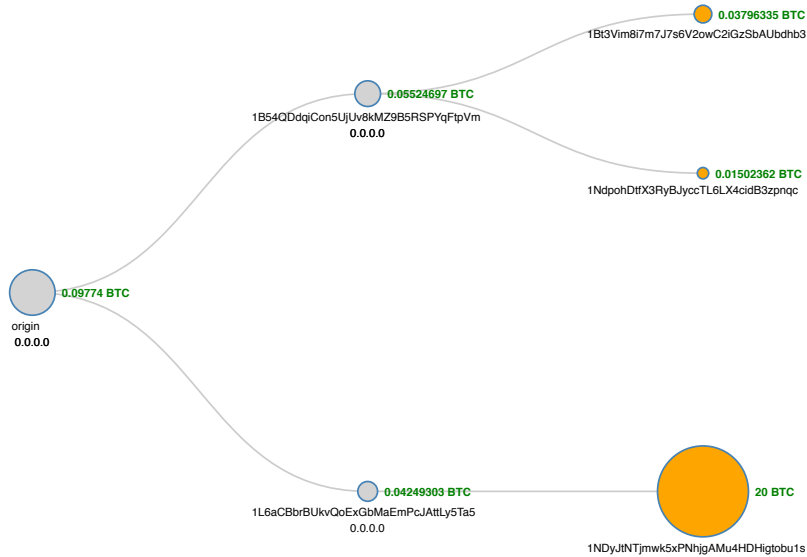 0.03796335 BTC
1Bt3Vim8i7m7J7s6V2owC2iGzSbAUbdhb3
0.05524697 BTC
1B54QDdqiCon5UjUv8kMZ9B5RSPYqFtpVm
0.0.0.0
0.01502362 BTC
1NdpohDtfX3RyBJyccTL6LX4cidB3zpnqc
0.09774 BTC
origin
0.0.0.0
0.04249303 BTC
1L6aCBbrBUkvQoExGbMaEmPcJAttLy5Ta5
0.0.0.0
20 BTC
1NDyJtNTjmwk5xPNhjgAMu4HDHigtobu1s